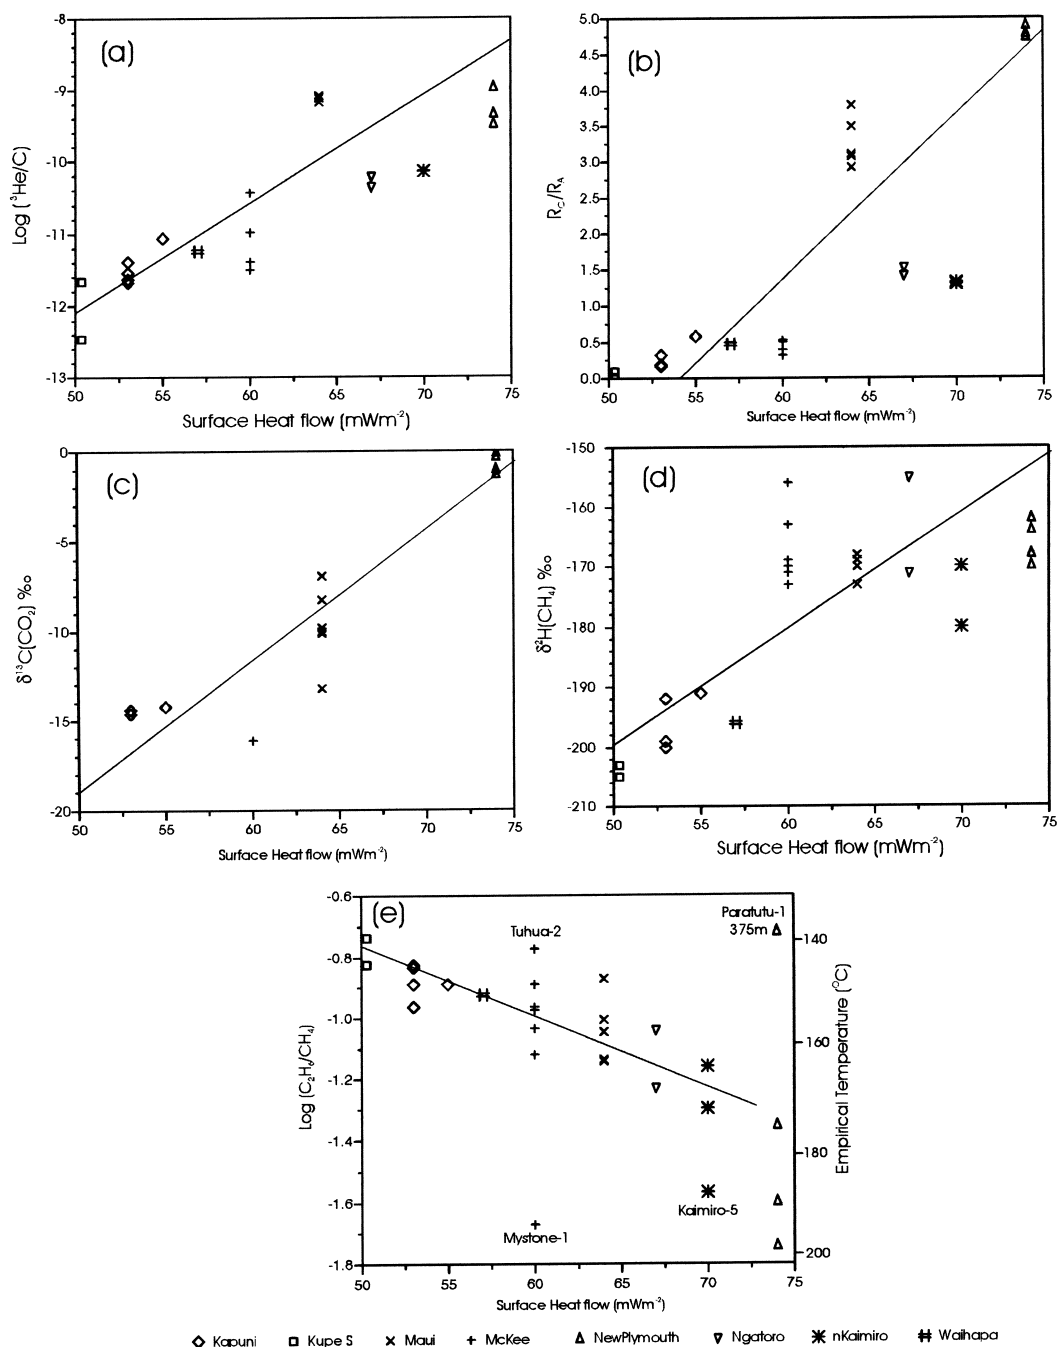 (a)
-8
-9
-10
-11
-12
-13
50 55 60 65 70 75
Log (³He/C)
Surface Heat flow (mWm⁻²)
(b)
5.0
4.5
4.0
3.5
3.0
2.5
2.0
1.5
1.0
0.5
0.0
50 55 60 65 70 75
R_C/R_A
Surface Heat flow (mWm⁻²)
(c)
0
-5
-10
-15
-20
50 55 60 65 70 75
δ¹³C(CO₂) ‰
Surface Heat flow (mWm⁻²)
(d)
-150
-160
-170
-180
-190
-200
-210
50 55 60 65 70 75
δ²H(CH₄) ‰
Surface Heat flow (mWm⁻²)
(e)
-0.6
-0.8
-1.0
-1.2
-1.4
-1.6
-1.8
50 55 60 65 70 75
Log (C₂H₆/CH₄)
Surface Heat flow (mWm⁻²)
Tuhua-2
Paratutu-1
375m
Mystone-1
Kaimiro-5
140
160
180
200
Empirical Temperature (°C)
Kapuni Kupe S Maui McKee NewPlymouth Ngatoro nKaimiro Waihapa